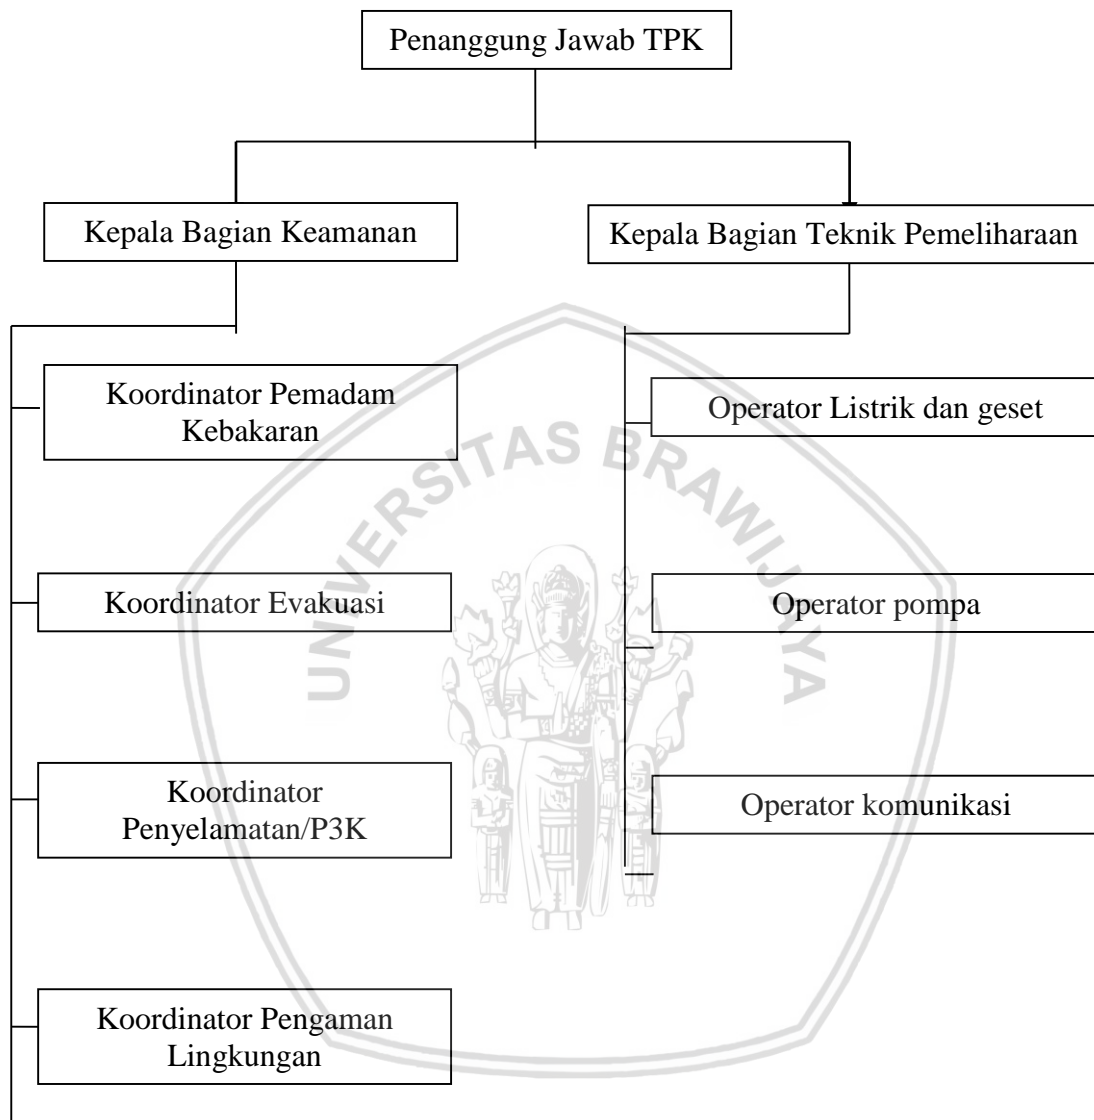 Penanggung Jawab TPK
Kepala Bagian Keamanan
Kepala Bagian Teknik Pemeliharaan
Koordinator Pemadam
Kebakaran
Operator Listrik dan geset
UNIVERSITAS BRAWIJAYA
Koordinator Evakuasi
Operator pompa
Koordinator
Penyelamatan/P3K
Operator komunikasi
Koordinator Pengaman
Lingkungan